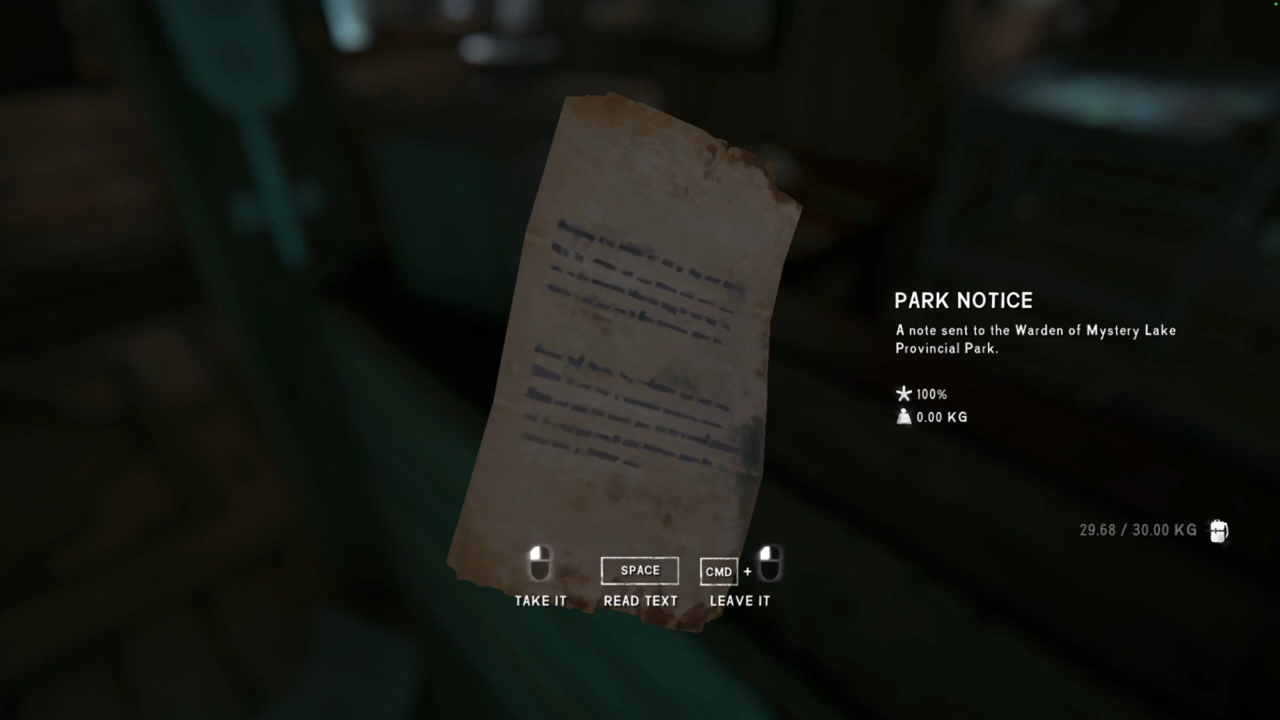 PARK NOTICE
A note sent to the Warden of Mystery Lake
Provincial Park.
100%
0.00 KG
29.68 / 30.00 KG
SPACE
CMD +
TAKE IT
READ TEXT
LEAVE IT